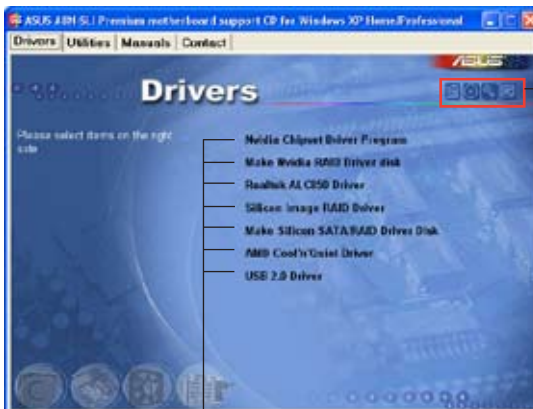 ASUS A8N-SLI Premium motherboard support CD for Windows XP Home/Professional
Drivers Utilities Manuals Contact
ASUS
Drivers
Please select items on the right
side
Nvidia Chipset Driver Program
Make Nvidia RAID Driver disk
Realtek ALC850 Driver
Silicon Image RAID Driver
Make Silicon SATA/RAID Driver Disk
AMD Cool'n'Quiet Driver
USB 2.0 Driver